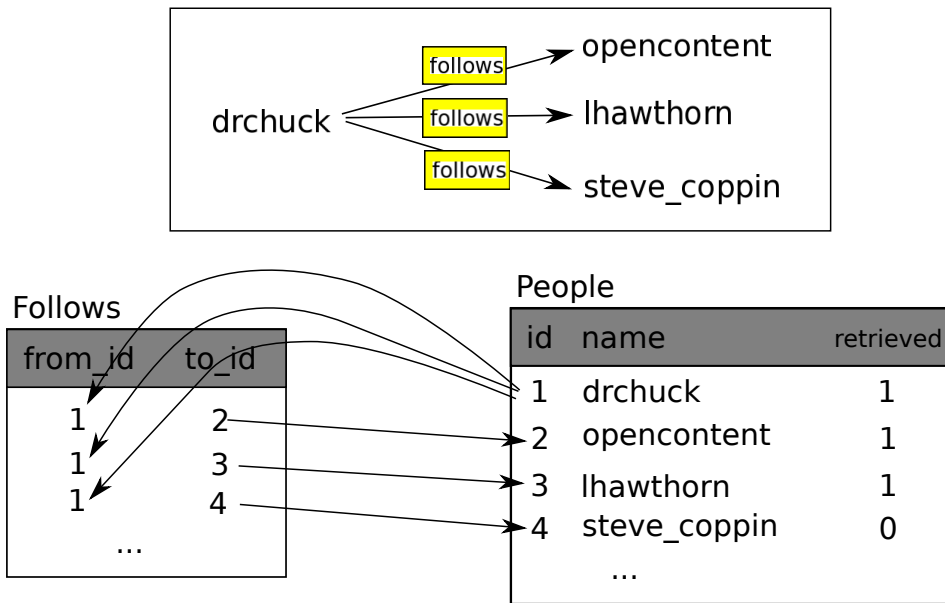 opencontent
follows
drchuck
follows
lhawthorn
follows
steve_coppin
Follows
from_id to_id
1 2
1 3
1 4
...
People
id name retrieved
1 drchuck 1
2 opencontent 1
3 lhawthorn 1
4 steve_coppin 0
...